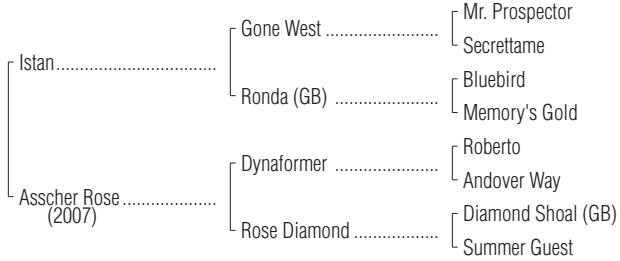 Mr. Prospector
Gone West
Secrettame
Istan
Bluebird
Ronda (GB)
Memory's Gold
Roberto
Dynaformer
Andover Way
Asscher Rose
(2007)
Diamond Shoal (GB)
Rose Diamond
Summer Guest